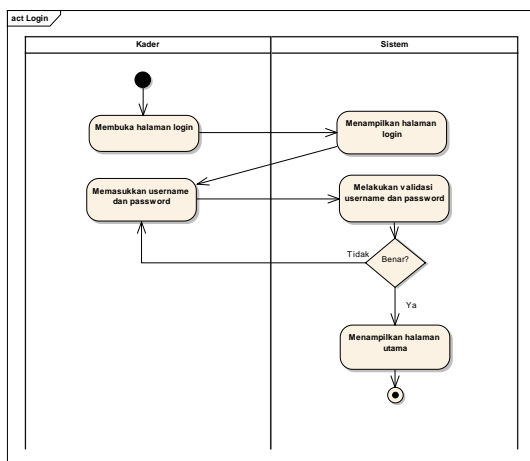 act Login
Kader
Sistem
Membuka halaman login
Menampilkan halaman
login
Memasukkan username
dan password
Melakukan validasi
username dan password
Tidak
Benar?
Ya
Menampilkan halaman
utama